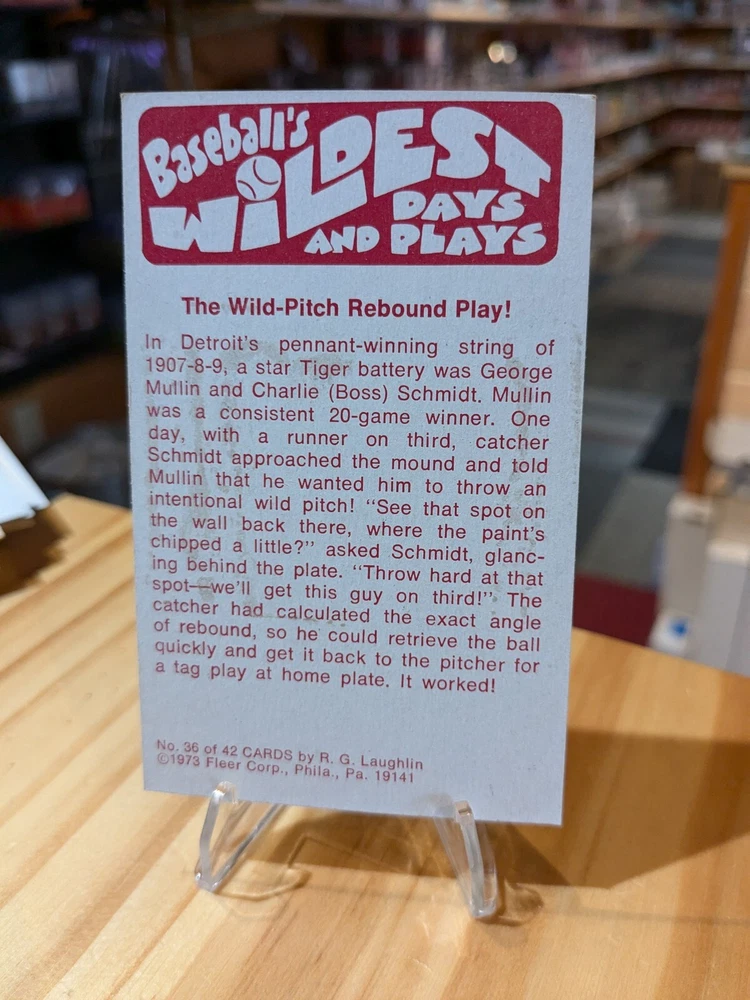 Baseball's
WiLDEST
DAYS
AND PLAYS
The Wild-Pitch Rebound Play!
In Detroit's pennant-winning string of
1907-8-9, a star Tiger battery was George
Mullin and Charlie (Boss) Schmidt. Mullin
was a consistent 20-game winner. One
day, with a runner on third, catcher
Schmidt approached the mound and told
Mullin that he wanted him to throw an
intentional wild pitch! “See that spot on
the wall back there, where the paint's
chipped a little?” asked Schmidt, glanc-
ing behind the plate. “Throw hard at that
spot—we'll get this guy on third!” The
catcher had calculated the exact angle
of rebound, so he could retrieve the ball
quickly and get it back to the pitcher for
a tag play at home plate. It worked!
No. 36 of 42 CARDS by R. G. Laughlin
©1973 Fleer Corp., Phila., Pa. 19141